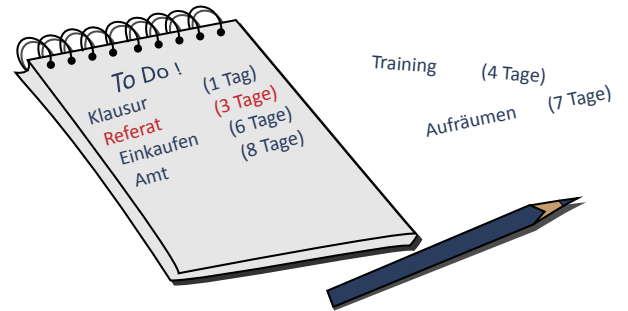 To Do !
Klausur (1 Tag)
Referat (3 Tage)
Einkaufen (6 Tage)
Amt (8 Tage)
Training (4 Tage)
Aufräumen (7 Tage)